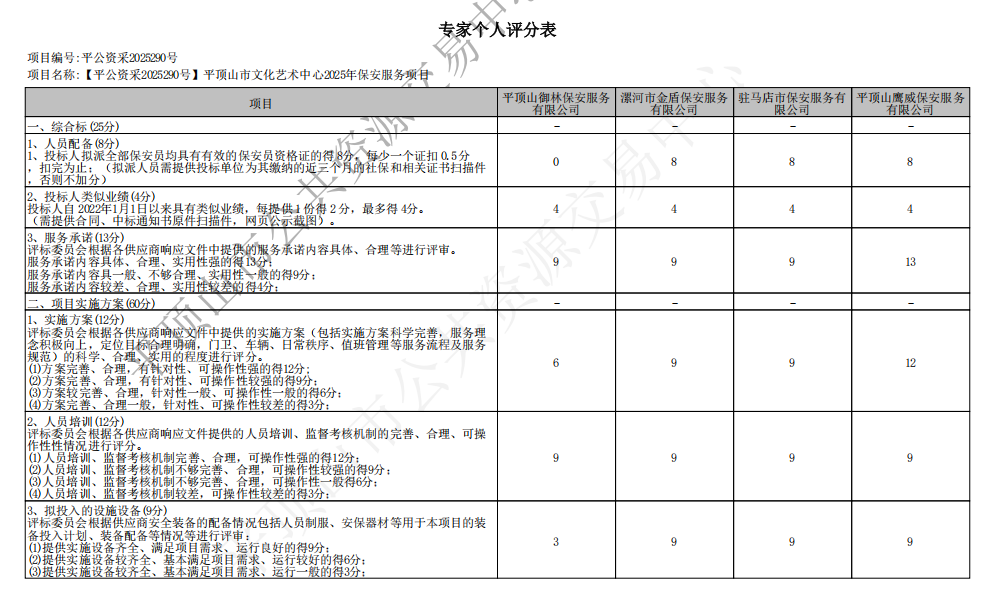 专家个人评分表
项目编号:平公资采2025290号
项目名称:【平公资采2025290号】平顶山市文化艺术中心2025年保安服务项目
项目 平顶山御林保安服务有限公司 漯河市金盾保安服务有限公司 驻马店市保安服务有限公司 平顶山鹰威保安服务有限公司
一、综合标(25分) - - - -
1、人员配备(8分)
1、投标人拟派全部保安员均具有有效的保安员资格证的得8分，每少一个证扣0.5分
，扣完为止；（拟派人员需提供投标单位为其缴纳的近三个月的社保和相关证书扫描件
，否则不加分）
0 8 8 8
2、投标人类似业绩(4分)
投标人自2022年1月1日以来具有类似业绩，每提供1份得2分，最多得4分。
（需提供合同、中标通知书原件扫描件，网页公示截图）。
4 4 4 4
3、服务承诺(13分)
评标委员会根据各供应商响应文件中提供的服务承诺内容具体、合理等进行评审。
服务承诺内容具体、合理、实用性强的得13分；
服务承诺内容具一般、不够合理、实用性一般的得9分；
服务承诺内容较差、合理、实用性较差的得4分；
9 9 9 13
二、项目实施方案(60分) - - - -
1、实施方案(12分)
评标委员会根据各供应商响应文件中提供的实施方案（包括实施方案科学完善，服务理
念积极向上，定位目标合理明确，门卫、车辆、日常秩序、值班管理等服务流程及服务
规范）的科学、合理、实用的程度进行评分。
(1)方案完善、合理，有针对性、可操作性强的得12分；
(2)方案完善、合理，有针对性、可操作性较强的得9分；
(3)方案较完善、合理，针对性一般、可操作性一般的得6分；
(4)方案完善、合理一般，针对性、可操作性较差的得3分；
6 9 9 12
2、人员培训(12分)
评标委员会根据各供应商响应文件提供的人员培训、监督考核机制的完善、合理、可操
作性性情况进行评分。
(1)人员培训、监督考核机制完善、合理，可操作性强的得12分；
(2)人员培训、监督考核机制不够完善、合理，可操作性较强的得9分；
(3)人员培训、监督考核机制不够完善、合理，可操作性一般得6分；
(4)人员培训、监督考核机制较差，可操作性较差的得3分；
9 9 9 9
3、拟投入的设施设备(9分)
评标委员会根据供应商安全装备的配备情况包括人员制服、安保器材等用于本项目的装
备投入计划、装备配备等情况等进行评审：
(1)提供实施设备齐全、满足项目需求、运行良好的得9分；
(2)提供实施设备较齐全、基本满足项目需求、运行较好的得6分；
(3)提供实施设备较齐全、基本满足项目需求、运行一般的得3分；
3 9 9 9
平顶山市公共资源交易中
顶 市公共资源交易中心